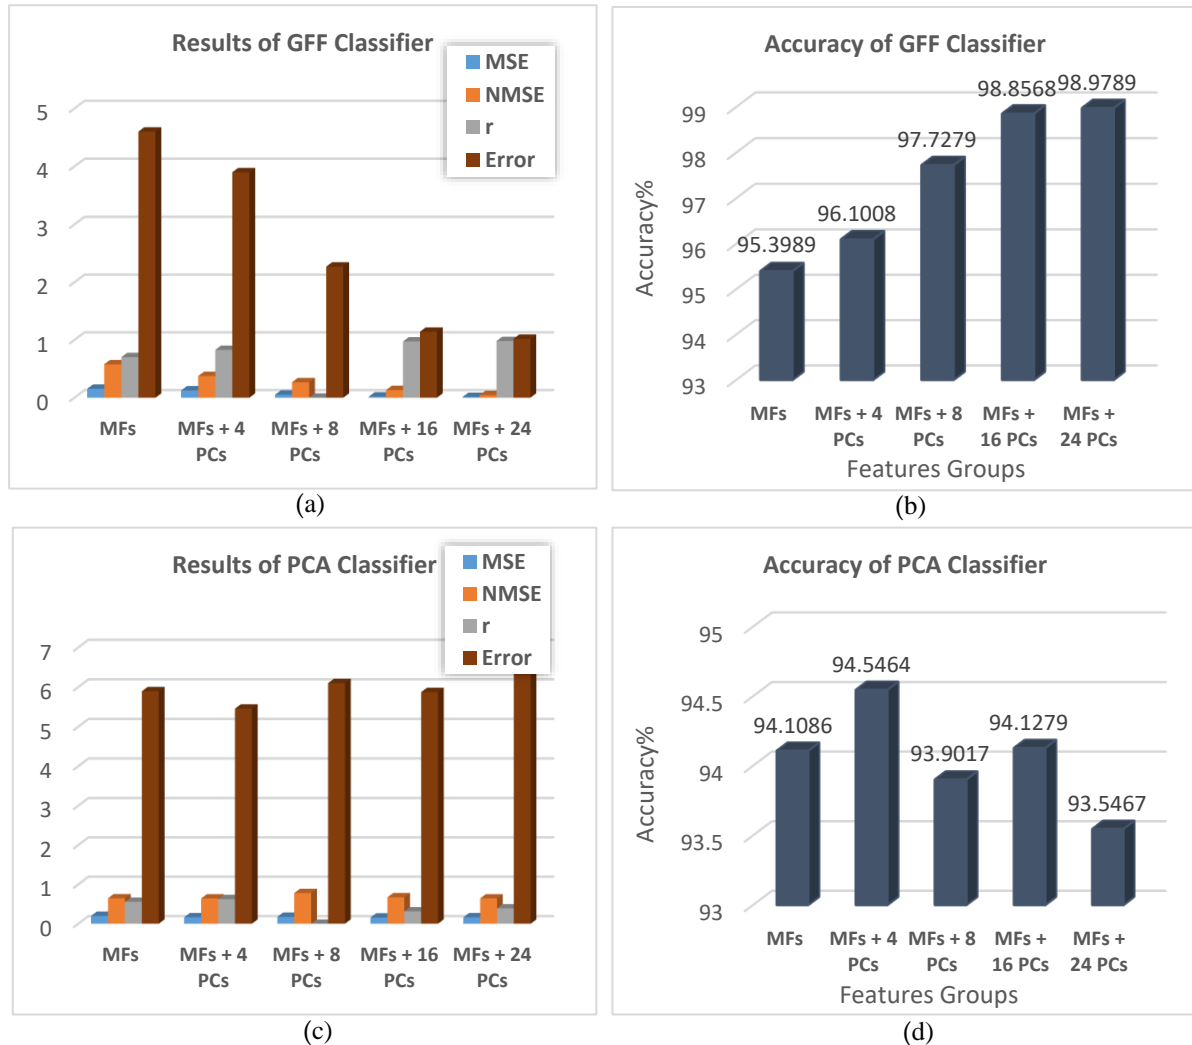 Results of GFF Classifier
MSE
NMSE
r
Error
5
4
3
2
1
0
MFs
MFs + 4
PCs
MFs + 8
PCs
MFs + 16
PCs
MFs + 24
PCs
(a)
Accuracy of GFF Classifier
Accuracy%
99
98
97
96
95
94
93
95.3989
96.1008
97.7279
98.8568
98.9789
MFs
MFs + 4
PCs
MFs + 8
PCs
MFs +
16 PCs
MFs +
24 PCs
Features Groups
(b)
Results of PCA Classifier
MSE
NMSE
r
Error
7
6
5
4
3
2
1
0
MFs
MFs + 4
PCs
MFs + 8
PCs
MFs + 16
PCs
MFs + 24
PCs
(c)
Accuracy of PCA Classifier
Accuracy%
95
94.5
94
93.5
93
94.1086
94.5464
93.9017
94.1279
93.5467
MFs
MFs + 4
PCs
MFs + 8
PCs
MFs +
16 PCs
MFs +
24 PCs
Features Groups
(d)